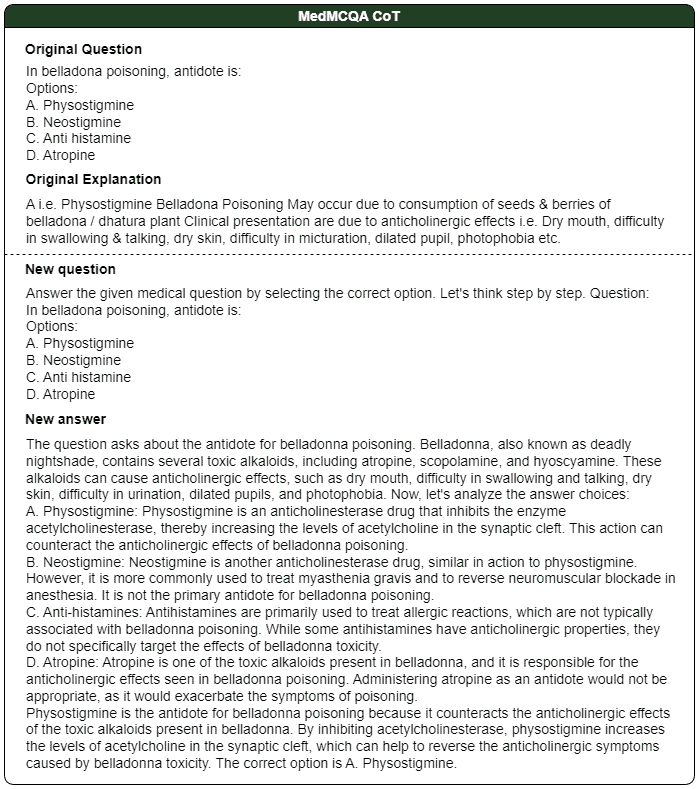 MedMCQA CoT
Original Question
In belladona poisoning, antidote is:
Options:
A. Physostigmine
B. Neostigmine
C. Anti histamine
D. Atropine
Original Explanation
A i.e. Physostigmine Belladona Poisoning May occur due to consumption of seeds & berries of
belladona / dhatura plant Clinical presentation are due to anticholinergic effects i.e. Dry mouth, difficulty
in swallowing & talking, dry skin, difficulty in micturation, dilated pupil, photophobia etc.
New question
Answer the given medical question by selecting the correct option. Let's think step by step. Question:
In belladona poisoning, antidote is:
Options:
A. Physostigmine
B. Neostigmine
C. Anti histamine
D. Atropine
New answer
The question asks about the antidote for belladonna poisoning. Belladonna, also known as deadly
nightshade, contains several toxic alkaloids, including atropine, scopolamine, and hyoscyamine. These
alkaloids can cause anticholinergic effects, such as dry mouth, difficulty in swallowing and talking, dry
skin, difficulty in urination, dilated pupils, and photophobia. Now, let's analyze the answer choices:
A. Physostigmine: Physostigmine is an anticholinesterase drug that inhibits the enzyme
acetylcholinesterase, thereby increasing the levels of acetylcholine in the synaptic cleft. This action can
counteract the anticholinergic effects of belladonna poisoning.
B. Neostigmine: Neostigmine is another anticholinesterase drug, similar in action to physostigmine.
However, it is more commonly used to treat myasthenia gravis and to reverse neuromuscular blockade in
anesthesia. It is not the primary antidote for belladonna poisoning.
C. Anti-histamines: Antihistamines are primarily used to treat allergic reactions, which are not typically
associated with belladonna poisoning. While some antihistamines have anticholinergic properties, they
do not specifically target the effects of belladonna toxicity.
D. Atropine: Atropine is one of the toxic alkaloids present in belladonna, and it is responsible for the
anticholinergic effects seen in belladonna poisoning. Administering atropine as an antidote would not be
appropriate, as it would exacerbate the symptoms of poisoning.
Physostigmine is the antidote for belladonna poisoning because it counteracts the anticholinergic effects
of the toxic alkaloids present in belladonna. By inhibiting acetylcholinesterase, physostigmine increases
the levels of acetylcholine in the synaptic cleft, which can help to reverse the anticholinergic symptoms
caused by belladonna toxicity. The correct option is A. Physostigmine.